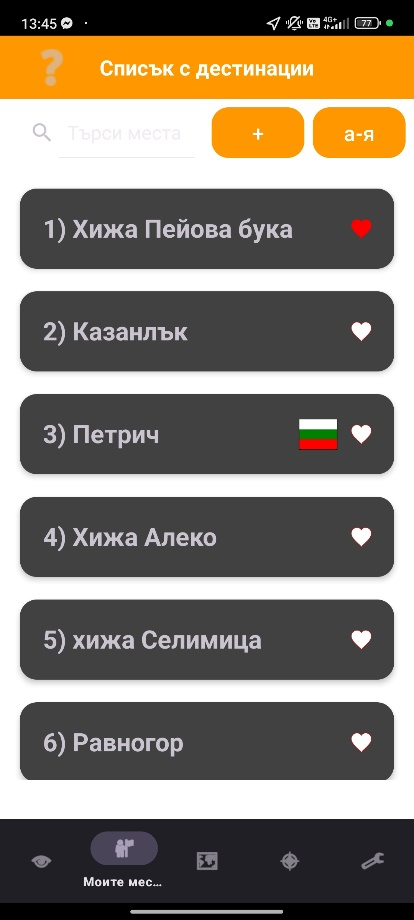 13:45
4G+
77
Списък с дестинации
Търси места
+
а-я
1) Хижа Пейова бука
2) Казанлък
3) Петрич
4) Хижа Алеко
5) хижа Селимица
6) Равногор
Моите мес...